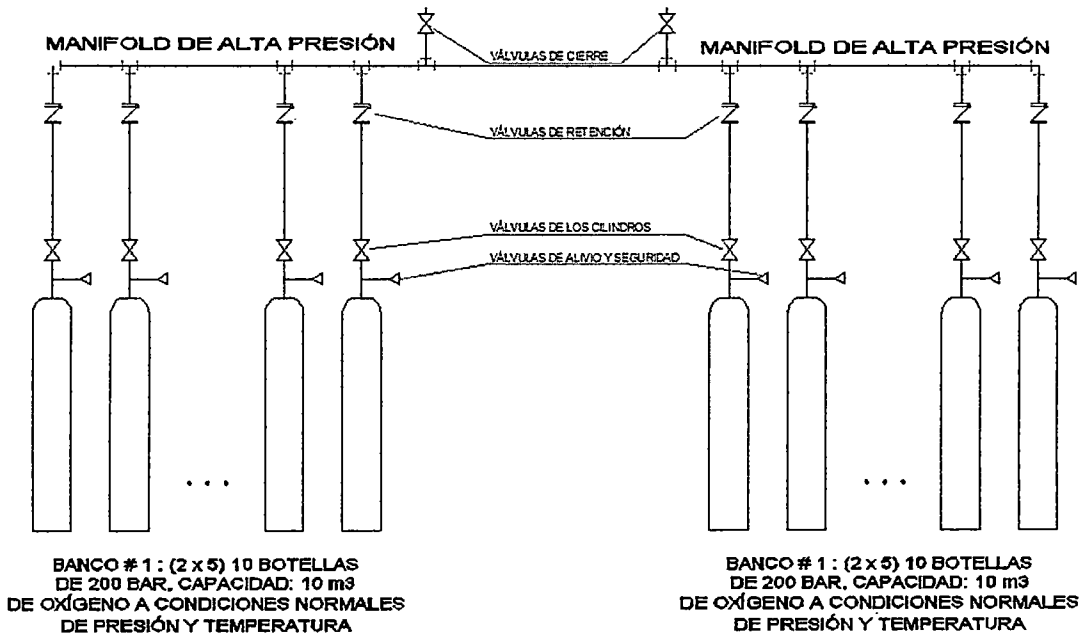 MANIFOLD DE ALTA PRESIÓN
MANIFOLD DE ALTA PRESIÓN
VÁLVULAS DE CIERRE
VÁLVULAS DE RETENCIÓN
VÁLVULAS DE LOS CILINDROS
VÁLVULAS DE ALIVIO Y SEGURIDAD
BANCO # 1 : (2 x 5) 10 BOTELLAS
DE 200 BAR, CAPACIDAD: 10 m3
DE OXÍGENO A CONDICIONES NORMALES
DE PRESIÓN Y TEMPERATURA
BANCO # 1 : (2 x 5) 10 BOTELLAS
DE 200 BAR, CAPACIDAD: 10 m3
DE OXÍGENO A CONDICIONES NORMALES
DE PRESIÓN Y TEMPERATURA